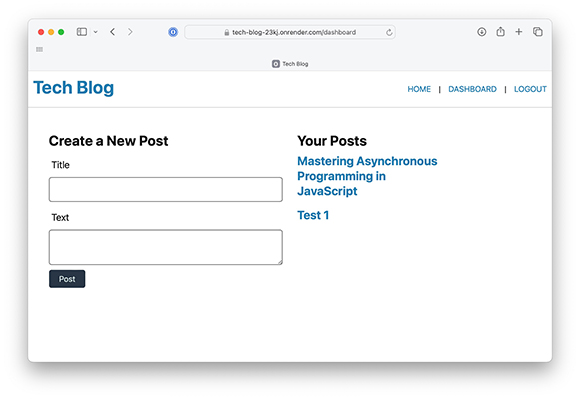 tech-blog-23kj.onrender.com/dashboard
Tech Blog
Tech Blog
HOME | DASHBOARD | LOGOUT
Create a New Post
Title
Text
Post
Your Posts
Mastering Asynchronous
Programming in
JavaScript
Test 1